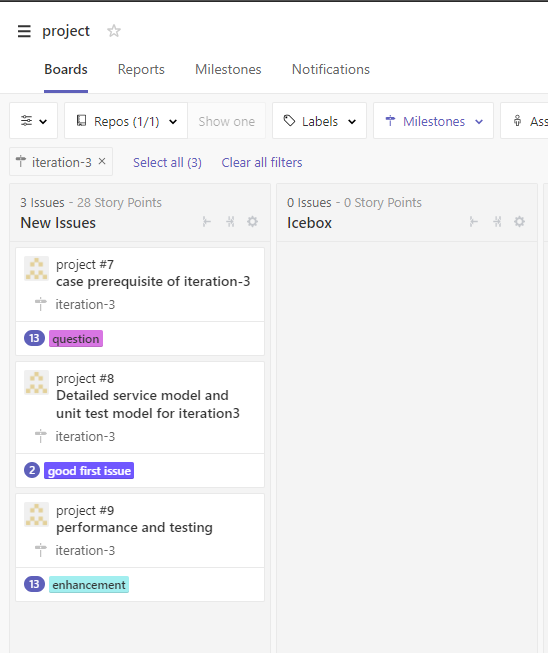 project
Boards Reports Milestones Notifications
Repos (1/1) Show one Labels Milestones
iteration-3 × Select all (3) Clear all filters
3 Issues - 28 Story Points
New Issues
project #7
case prerequisite of iteration-3
iteration-3
13 question
project #8
Detailed service model and
unit test model for iteration3
iteration-3
2 good first issue
project #9
performance and testing
iteration-3
13 enhancement
0 Issues - 0 Story Points
Icebox